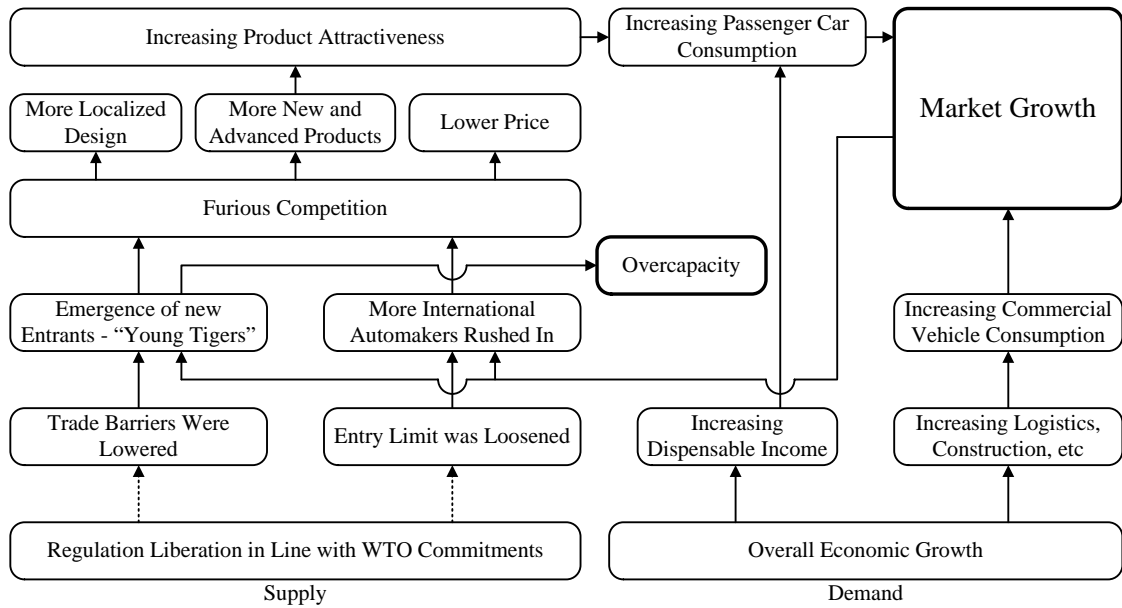 Increasing Product Attractiveness
Increasing Passenger Car
Consumption
Market Growth
More Localized
Design
More New and
Advanced Products
Lower Price
Furious Competition
Overcapacity
Emergence of new
Entrants - “Young Tigers”
More International
Automakers Rushed In
Increasing Commercial
Vehicle Consumption
Trade Barriers Were
Lowered
Entry Limit was Loosened
Increasing
Dispensable Income
Increasing Logistics,
Construction, etc
Regulation Liberation in Line with WTO Commitments
Overall Economic Growth
Supply
Demand